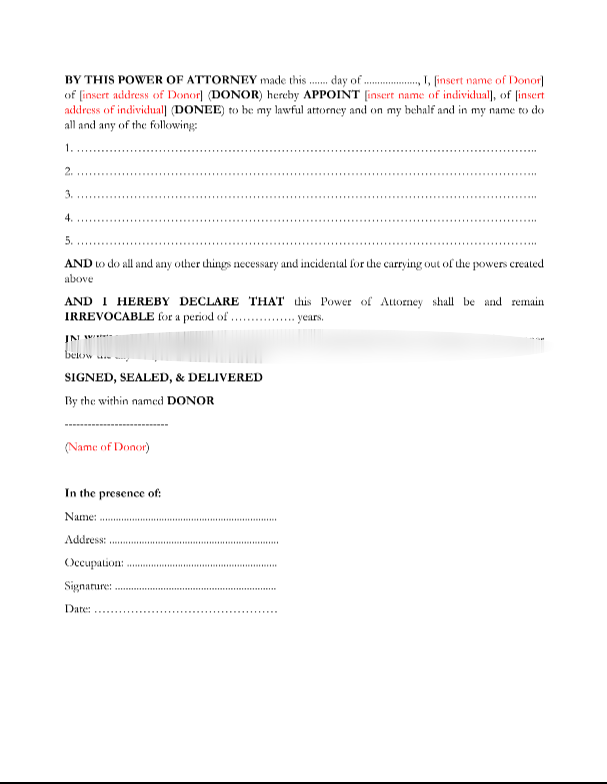 BY THIS POWER OF ATTORNEY made this ....... day of ...................., I, [insert name of Donor]
of [insert address of Donor] (DONOR) hereby APPOINT [insert name of individual], of [insert
address of individual] (DONEE) to be my lawful attorney and on my behalf and in my name to do
all and any of the following:
1. ……………………………………………………………………………………………………………..
2. ……………………………………………………………………………………………………………..
3. ……………………………………………………………………………………………………………..
4. ……………………………………………………………………………………………………………..
5. ……………………………………………………………………………………………………………..
AND to do all and any other things necessary and incidental for the carrying out of the powers created
above
AND I HEREBY DECLARE THAT this Power of Attorney shall be and remain
IRREVOCABLE for a period of ……………. years.
IN
below the
SIGNED, SEALED, & DELIVERED
By the within named DONOR
---------------------------
(Name of Donor)
In the presence of:
Name: .................................................................
Address: ..............................................................
Occupation: .......................................................
Signature: ...........................................................
Date: ………………………………………